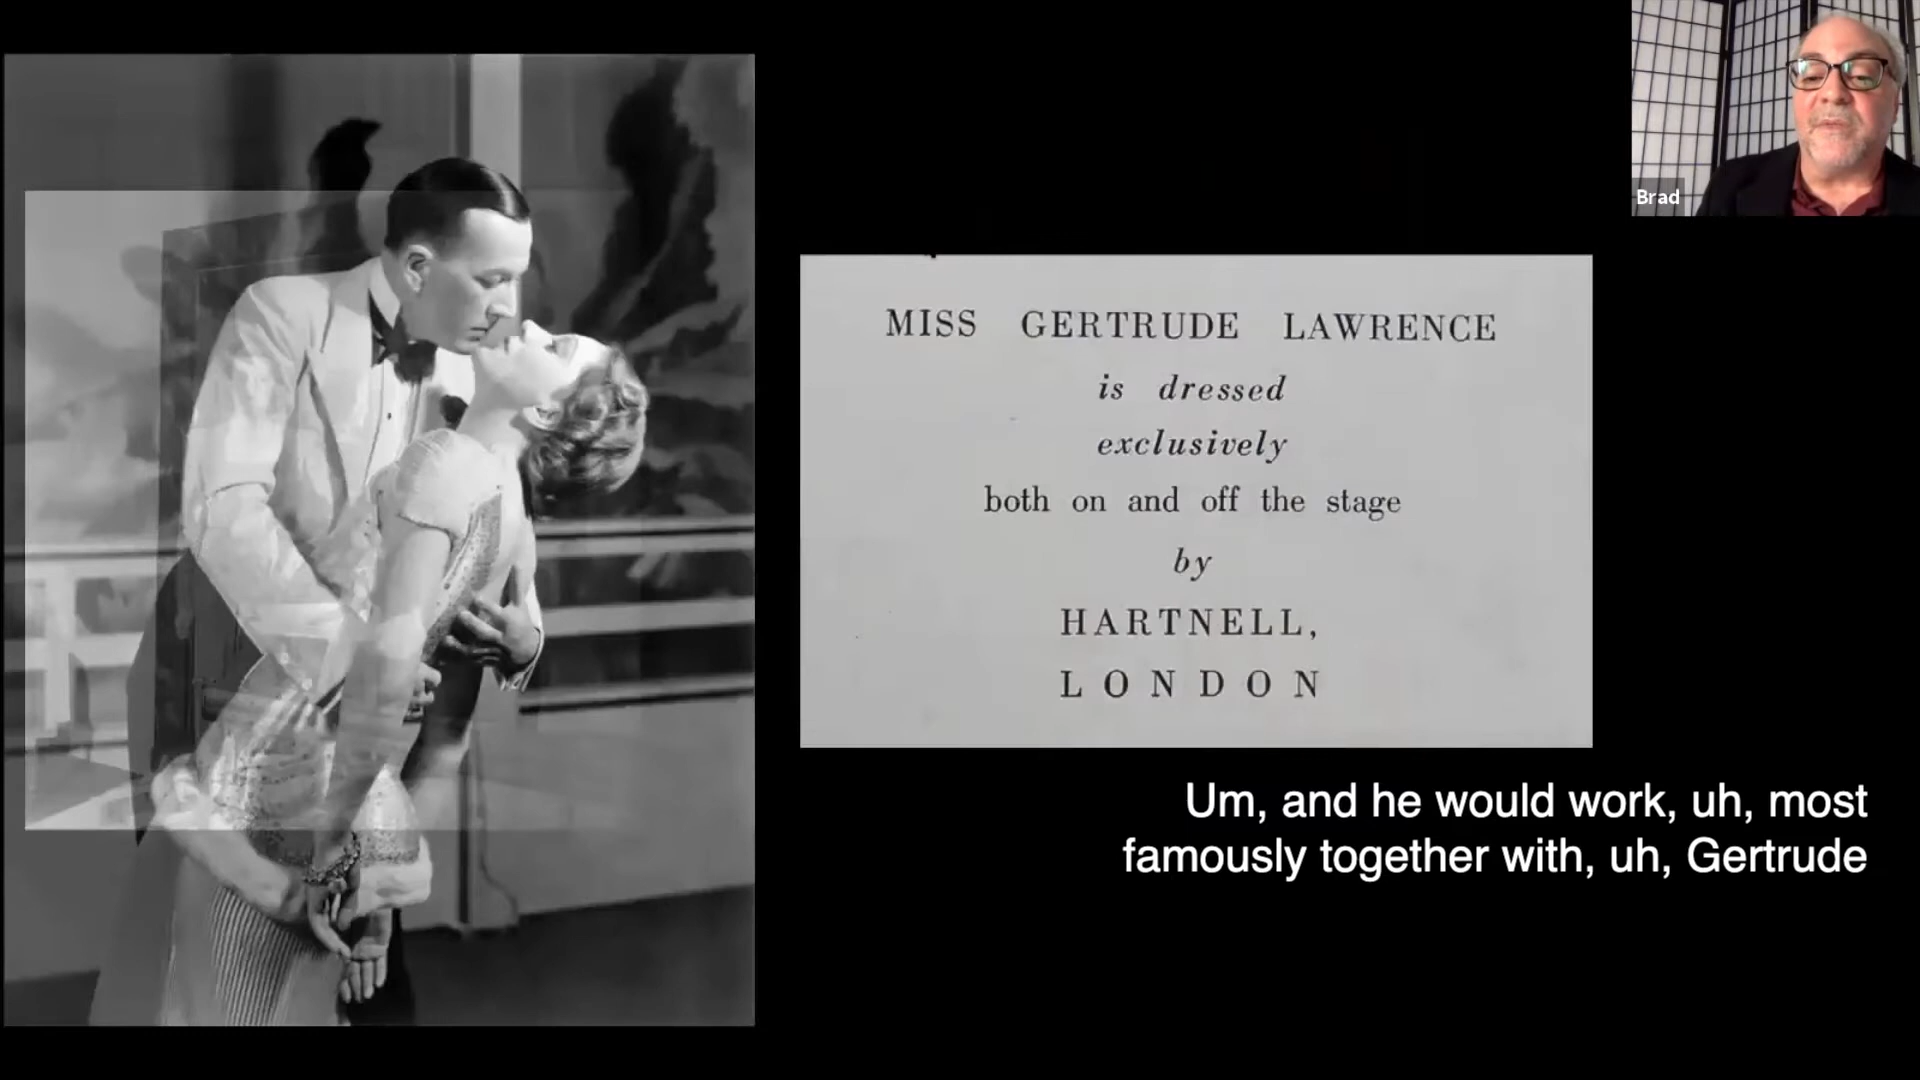 Brad
MISS GERTRUDE LAWRENCE
is dressed
exclusively
both on and off the stage
by
HARTNELL,
LONDON
Um, and he would work, uh, most
famously together with, uh, Gertrude